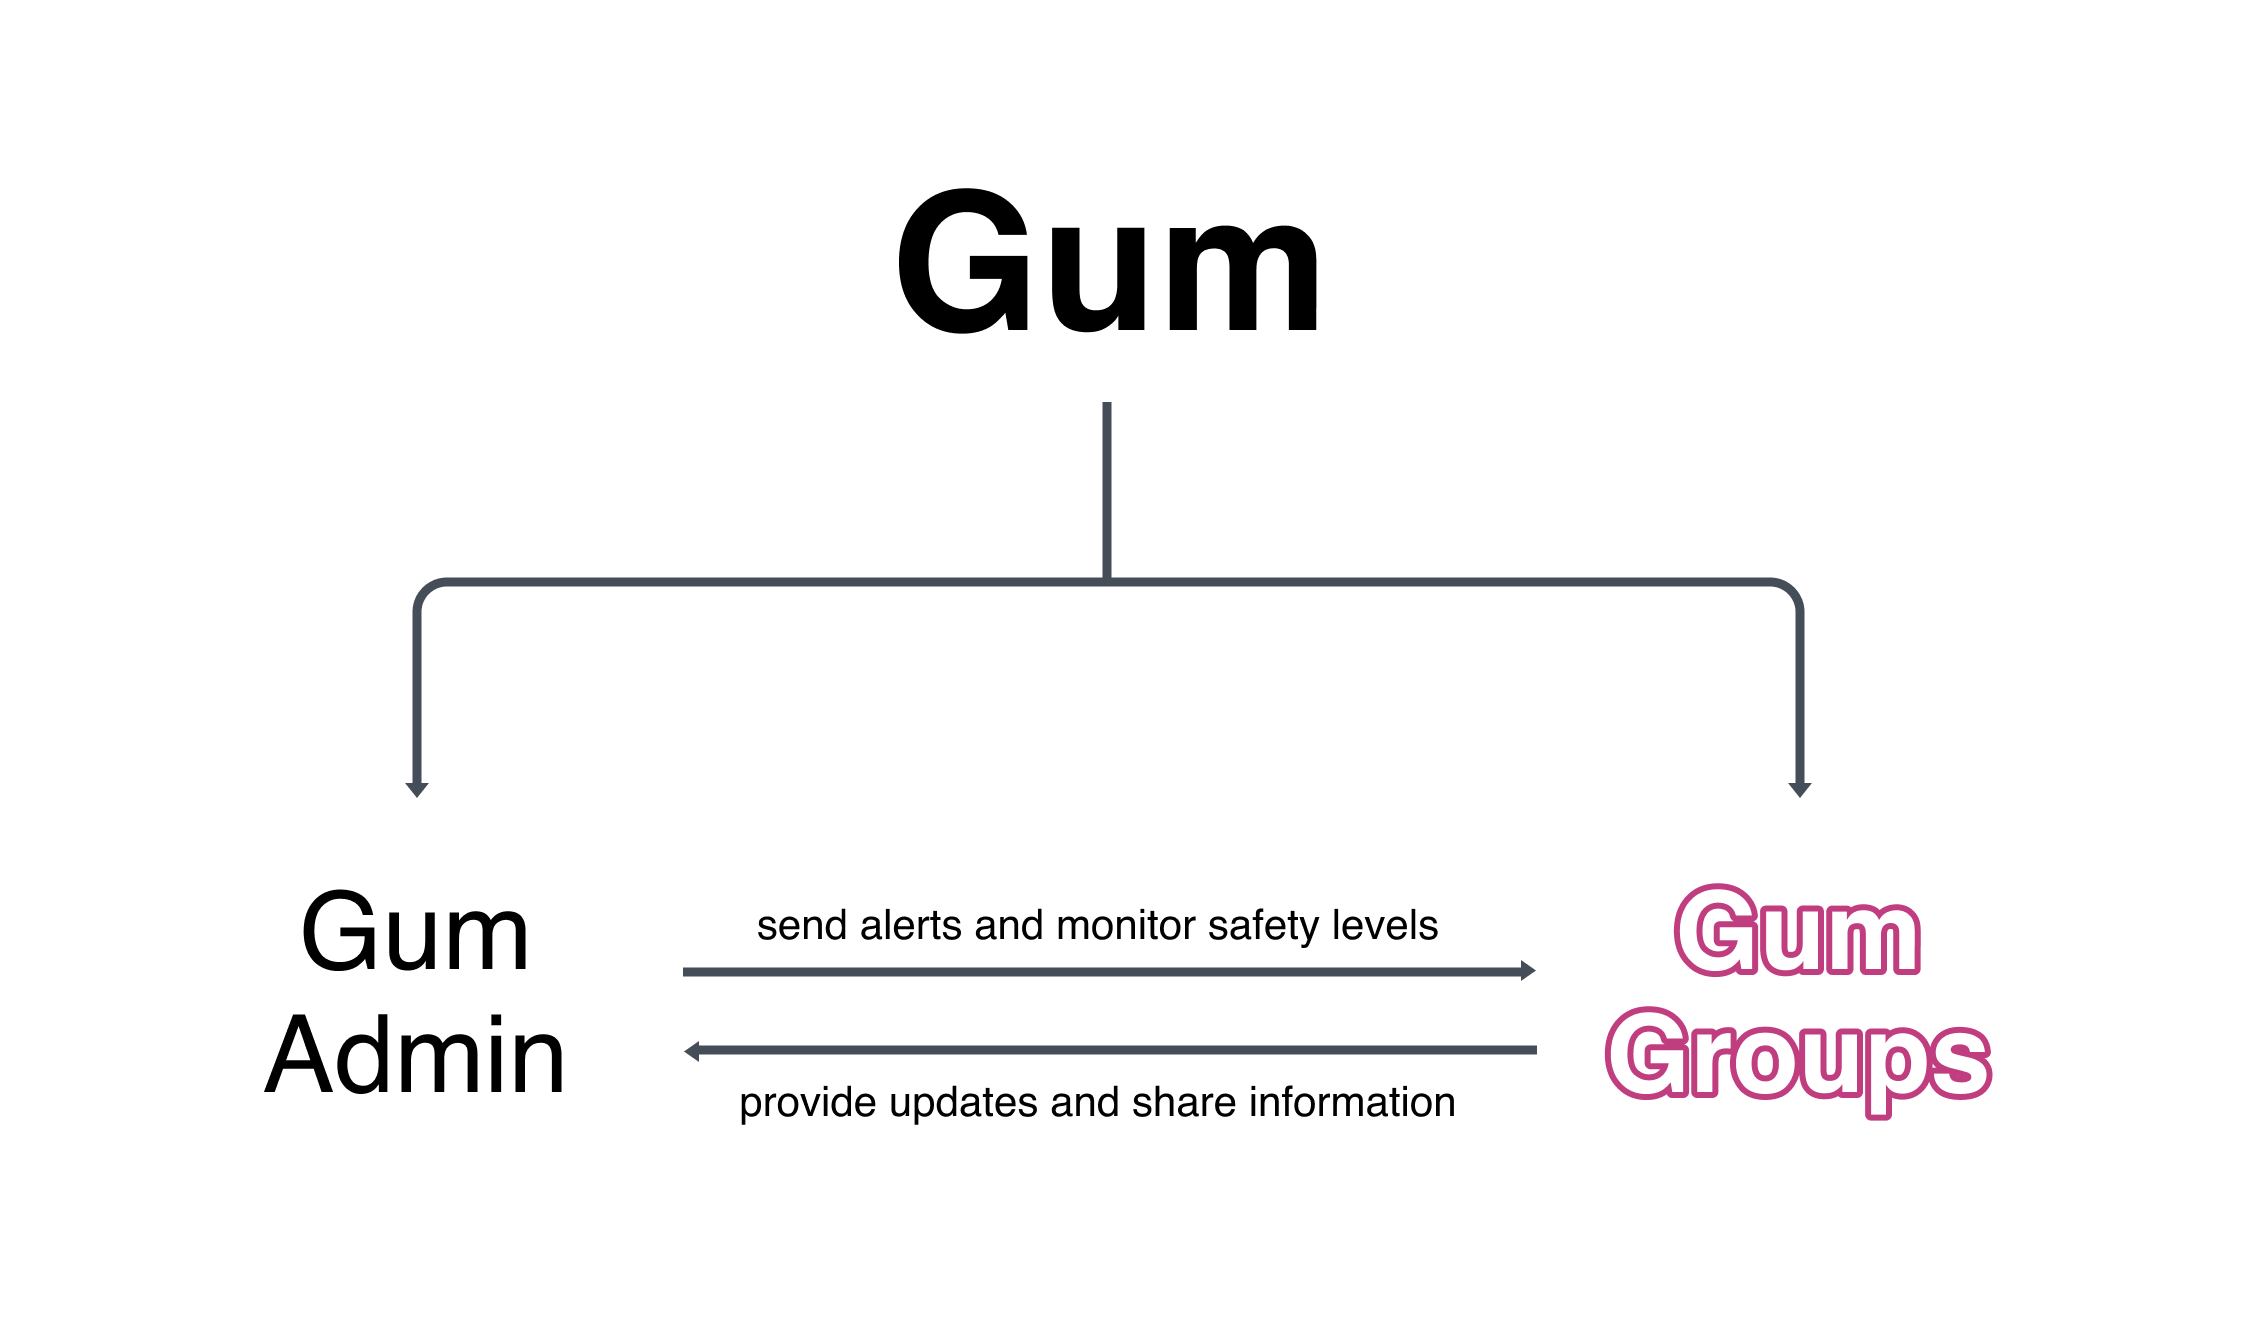 Gum
Gum
Admin
send alerts and monitor safety levels
provide updates and share information
Gum
Groups